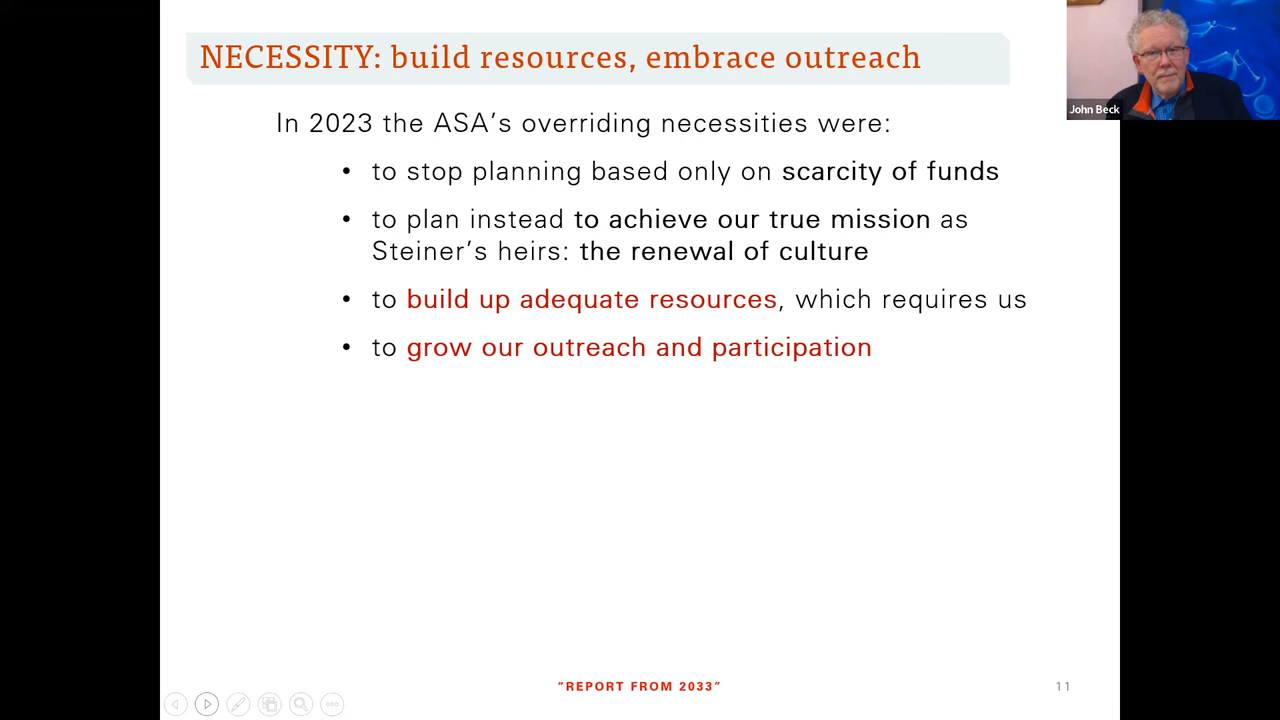 NECESSITY: build resources, embrace outreach
John Beck
In 2023 the ASA’s overriding necessities were:
• to stop planning based only on scarcity of funds
• to plan instead to achieve our true mission as
Steiner’s heirs: the renewal of culture
• to build up adequate resources, which requires us
• to grow our outreach and participation
“REPORT FROM 2033”
11